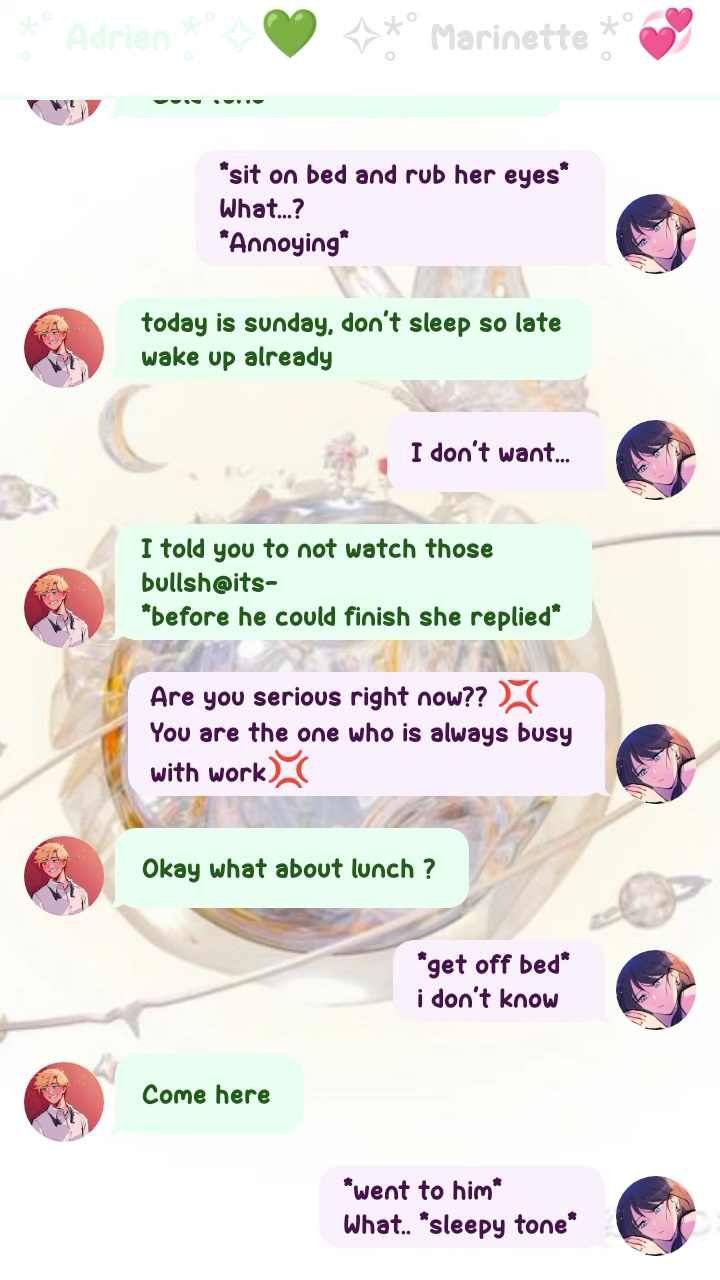 Adrien 💚 Marinette 💞
*sit on bed and rub her eyes*
What...?
*Annoying*
today is sunday, don't sleep so late
wake up already
I don't want...
I told you to not watch those
bullsh@its-
*before he could finish she replied*
Are you serious right now?? 💢
You are the one who is always busy
with work💢
Okay what about lunch ?
*get off bed*
i don't know
Come here
*went to him*
What.. *sleepy tone*